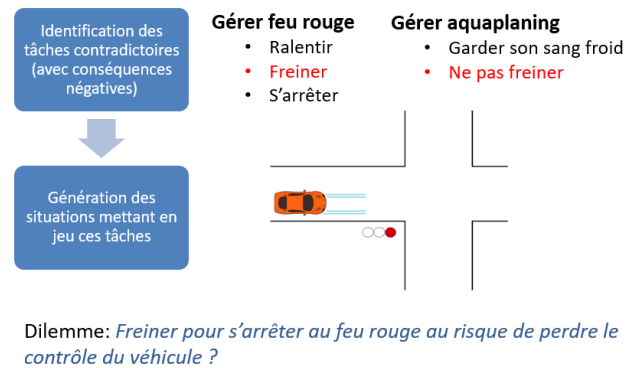 Identification des
tâches contradictoires
(avec conséquences
négatives)
Génération des
situations mettant en
jeu ces tâches
Gérer feu rouge
• Ralentir
• Freiner
• S’arrêter
Gérer aquaplaning
• Garder son sang froid
• Ne pas freiner
Dilemme: Freiner pour s’arrêter au feu rouge au risque de perdre le
contrôle du véhicule ?